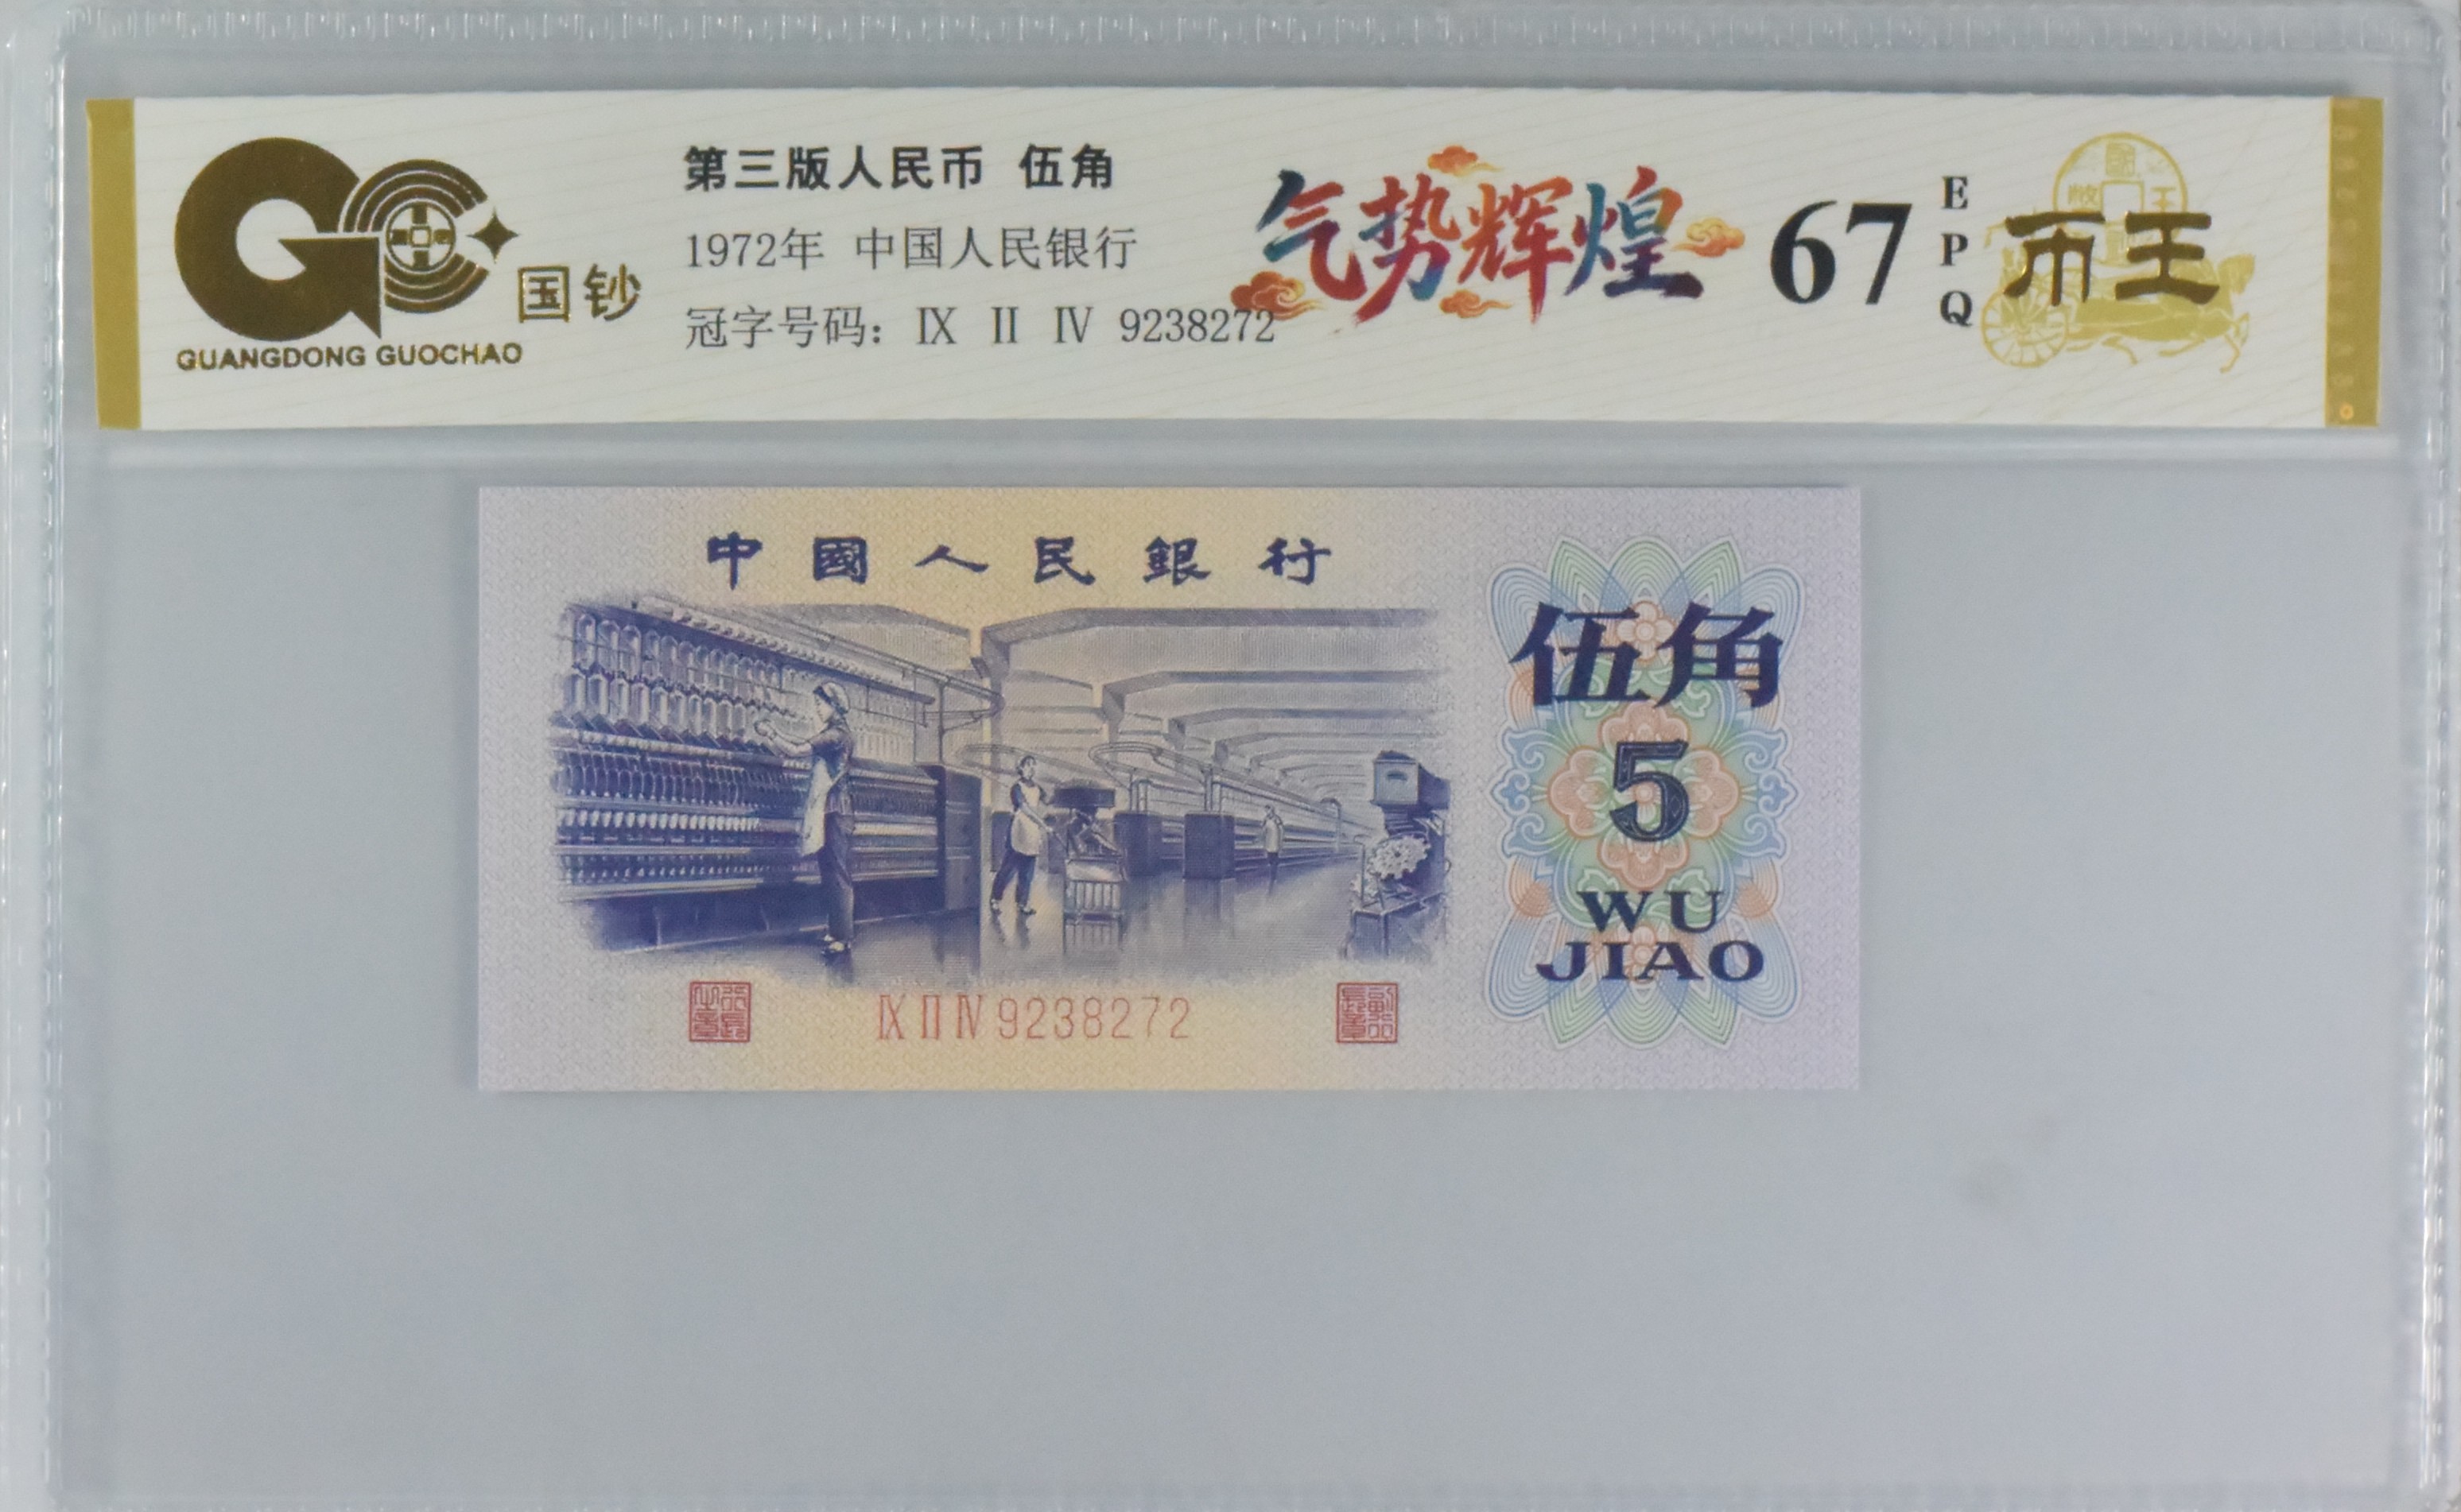 国钞
GUANGDONG GUOCHAO
第三版人民币 伍角
1972年 中国人民银行
冠字号码: Ⅸ Ⅱ Ⅳ 9238272
气势辉煌
67
EPQ
币王
中國人民銀行
伍角
5
WU
JIAO
Ⅸ Ⅱ Ⅳ 9238272